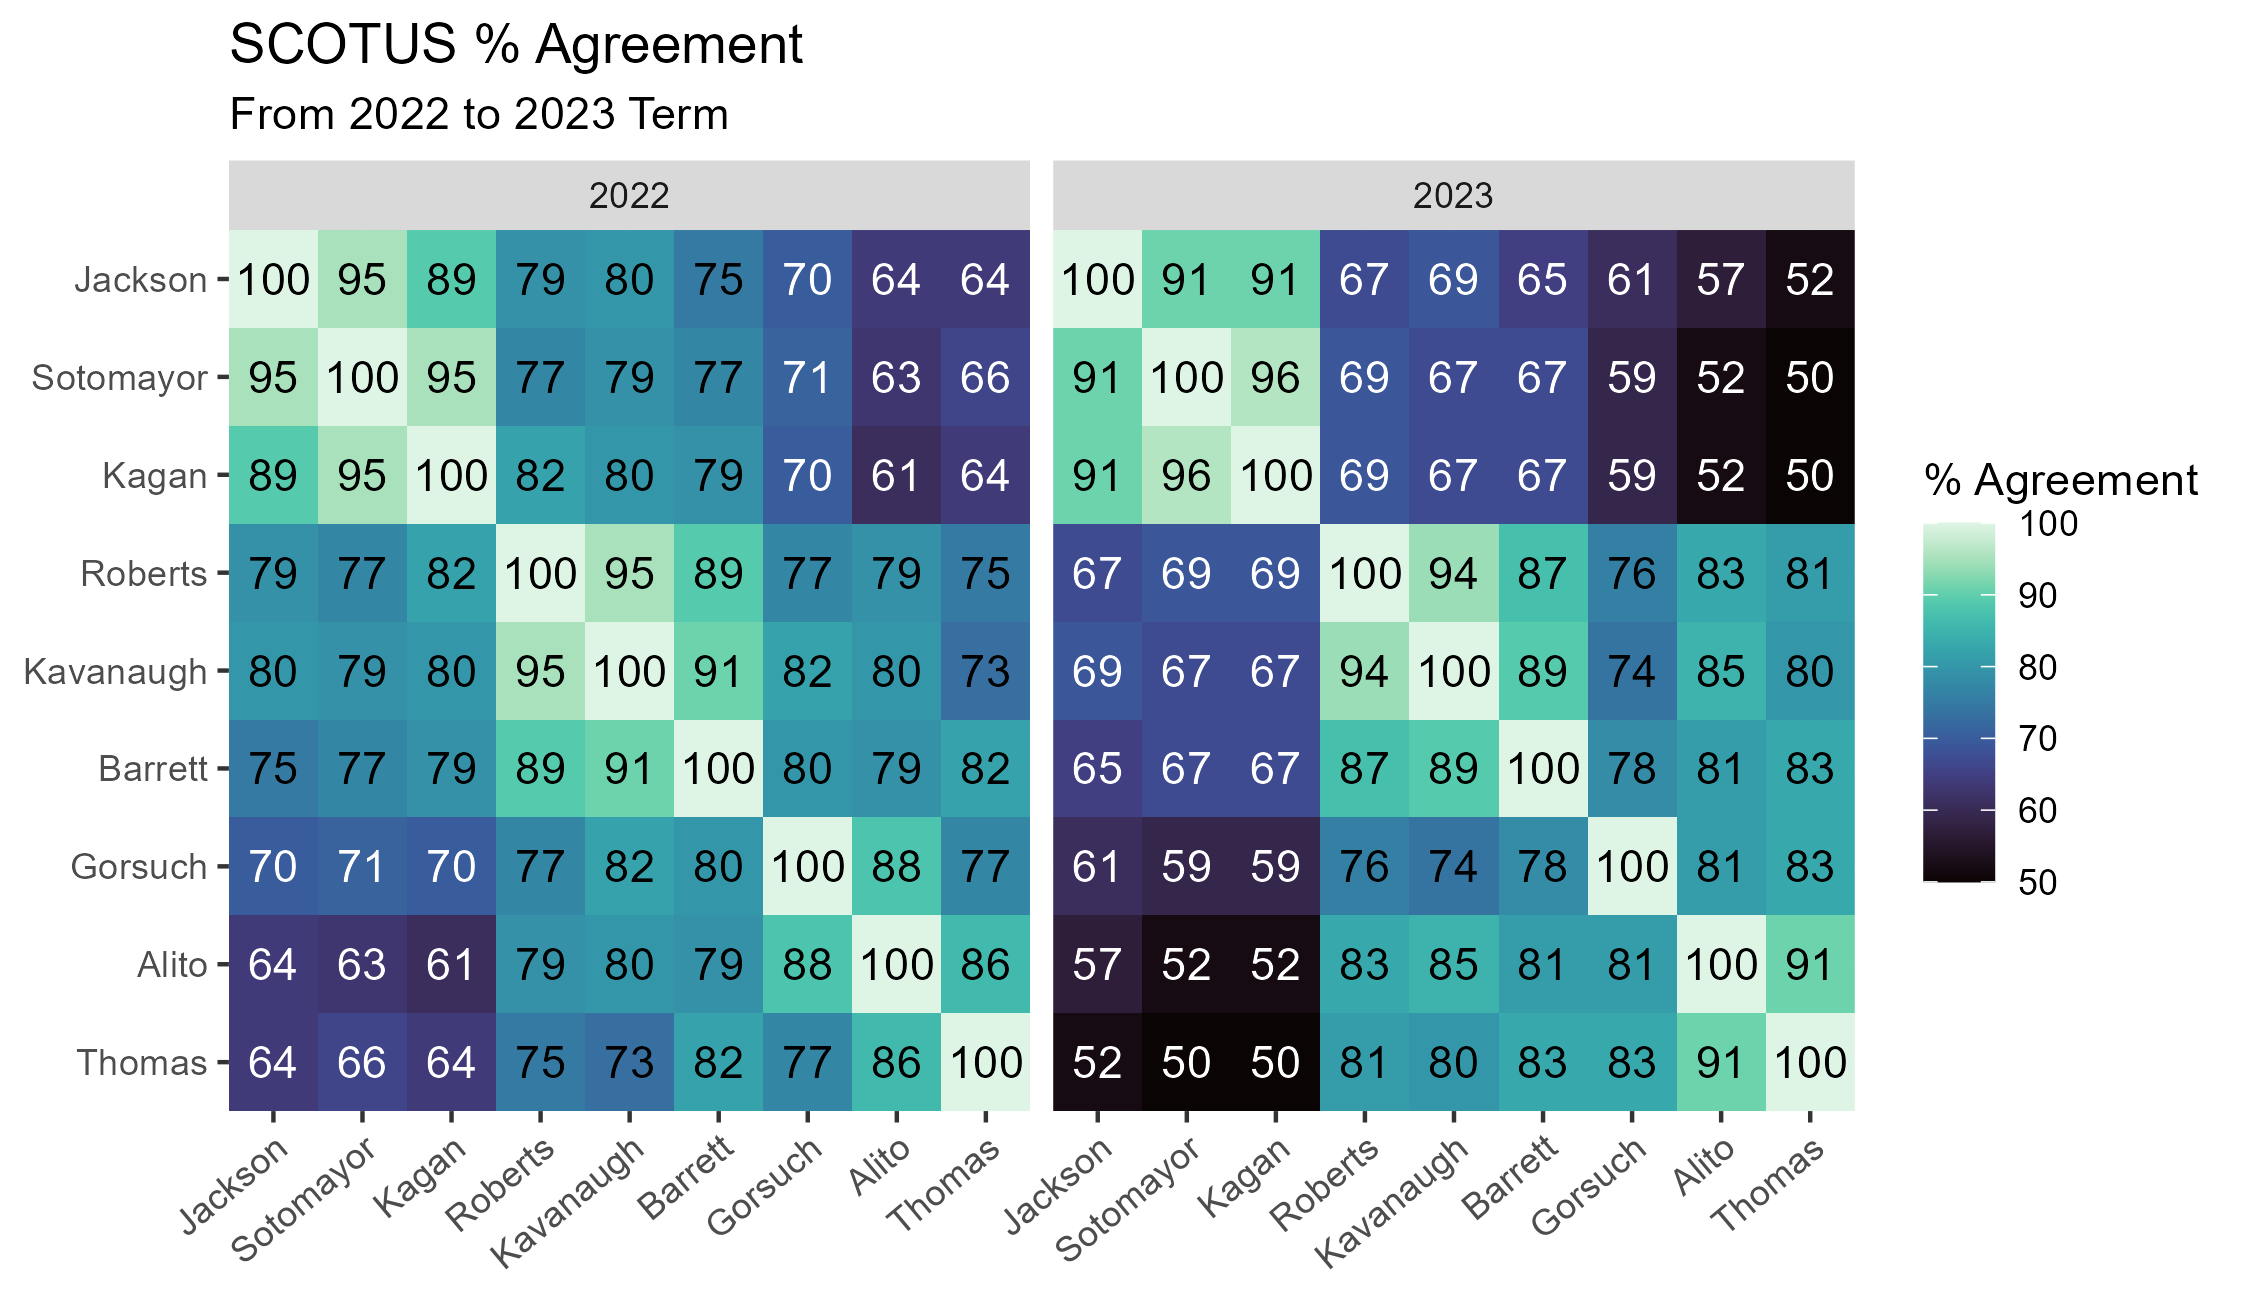 SCOTUS % Agreement
From 2022 to 2023 Term
2022 2023
Jackson 100 95 89 79 80 75 70 64 64 100 91 91 67 69 65 61 57 52
Sotomayor 95 100 95 77 79 77 71 63 66 91 100 96 69 67 67 59 52 50
Kagan 89 95 100 82 80 79 70 61 64 91 96 100 69 67 67 59 52 50
Roberts 79 77 82 100 95 89 77 79 75 67 69 69 100 94 87 76 83 81
Kavanaugh 80 79 80 95 100 91 82 80 73 69 67 67 94 100 89 74 85 80
Barrett 75 77 79 89 91 100 80 79 82 65 67 67 87 89 100 78 81 83
Gorsuch 70 71 70 77 82 80 100 88 77 61 59 59 76 74 78 100 81 83
Alito 64 63 61 79 80 79 88 100 86 57 52 52 83 85 81 81 100 91
Thomas 64 66 64 75 73 82 77 86 100 52 50 50 81 80 83 83 91 100
Jackson Sotomayor Kagan Roberts Kavanaugh Barrett Gorsuch Alito Thomas Jackson Sotomayor Kagan Roberts Kavanaugh Barrett Gorsuch Alito Thomas
% Agreement
100
90
80
70
60
50